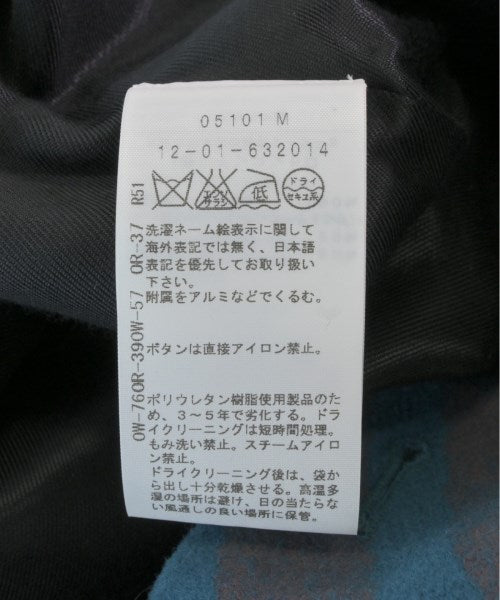 05101 M
12-01-632014
エンソ
サラシ
低
ドライ
セキユ系
洗濯ネーム絵表示に関して
海外表記では無く、日本語
表記を優先してお取り扱い
下さい。
附属をアルミなどでくるむ。
ボタンは直接アイロン禁止。
ポリウレタン樹脂使用製品のた
め、3〜5年で劣化する。ドラ
イクリーニングは短時間処理。
もみ洗い禁止。スチームアイロ
ン禁止。
ドライクリーニング後は、袋か
ら出し十分乾燥させる。高温多
湿の場所は避け、日の当たらな
い風通しの良い場所に保管。
0W-760R-390W-57 0R-37 R51